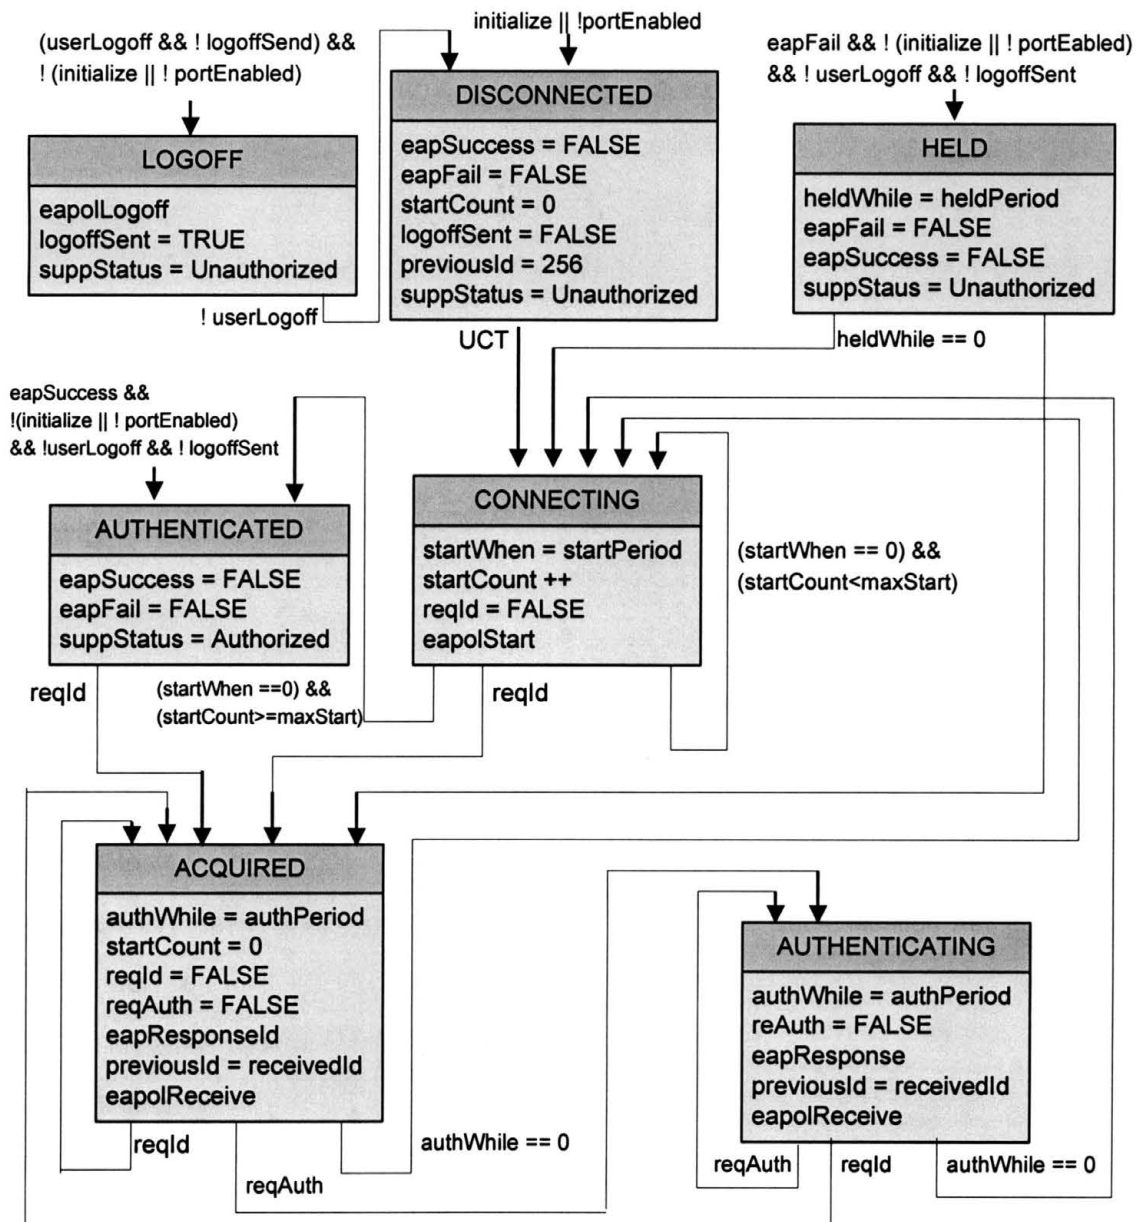 (userLogoff && ! logoffSend) &&
! (initialize || ! portEnabled)
initialize || !portEnabled
eapFail && ! (initialize || ! portEabled)
&& ! userLogoff && ! logoffSent
LOGOFF
eapolLogoff
logoffSent = TRUE
suppStatus = Unauthorized
! userLogoff
DISCONNECTED
eapSuccess = FALSE
eapFail = FALSE
startCount = 0
logoffSent = FALSE
previousId = 256
suppStatus = Unauthorized
UCT
HELD
heldWhile = heldPeriod
eapFail = FALSE
eapSuccess = FALSE
suppStaus = Unauthorized
heldWhile == 0
eapSuccess &&
!(initialize || ! portEnabled)
&& !userLogoff && ! logoffSent
AUTHENTICATED
eapSuccess = FALSE
eapFail = FALSE
suppStatus = Authorized
reqId
(startWhen ==0) &&
(startCount>=maxStart)
CONNECTING
startWhen = startPeriod
startCount ++
reqId = FALSE
eapolStart
reqId
(startWhen == 0) &&
(startCount<maxStart)
ACQUIRED
authWhile = authPeriod
startCount = 0
reqId = FALSE
reqAuth = FALSE
eapResponseId
previousId = receivedId
eapolReceive
reqId
reqAuth
authWhile == 0
AUTHENTICATING
authWhile = authPeriod
reAuth = FALSE
eapResponse
previousId = receivedId
eapolReceive
reqAuth
reqId
authWhile == 0